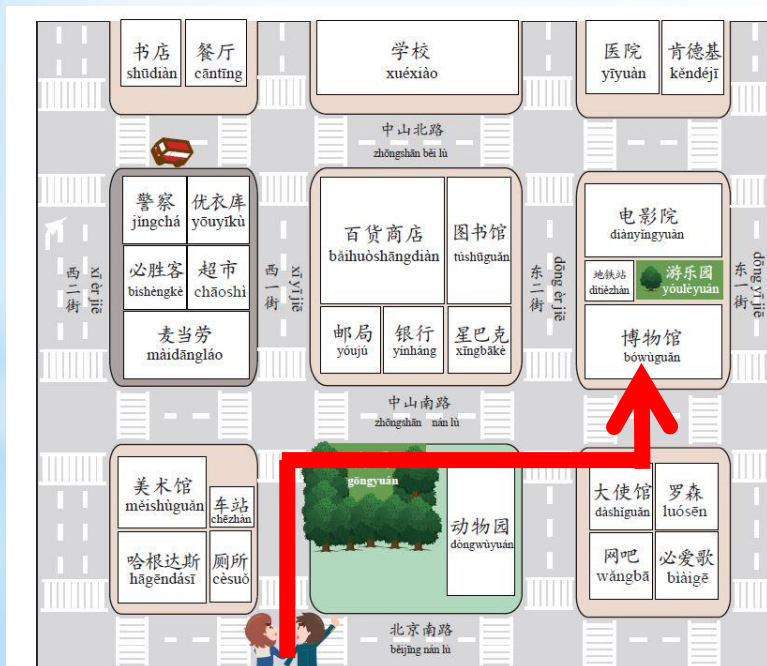 书店
shūdiàn
餐厅
cāntīng
学校
xuéxiào
医院
yīyuàn
肯德基
kěndéjī
中山北路
zhōngshān běi lù
警察
jǐngchá
优衣库
yōuyīkù
必胜客
bìshèngkè
超市
chāoshì
麦当劳
màidāngláo
百货商店
bǎihuòshāngdiàn
图书馆
túshūguǎn
邮局
yóujú
银行
yínháng
星巴克
xīngbākè
电影院
diànyǐngyuàn
地铁站
dìtiězhàn
游乐园
yóulèyuán
博物馆
bówùguǎn
西二街
xī èr jiē
西一街
xī yī jiē
东二街
dōng èr jiē
东一街
dōng yī jiē
中山南路
zhōngshān nán lù
美术馆
měishùguǎn
车站
chēzhàn
哈根达斯
hāgēndásī
厕所
cèsuǒ
gōngyuán
动物园
dòngwùyuán
大使馆
dàshǐguǎn
罗森
luósēn
网吧
wǎngbā
必爱歌
bìàigē
北京南路
běijīng nán lù